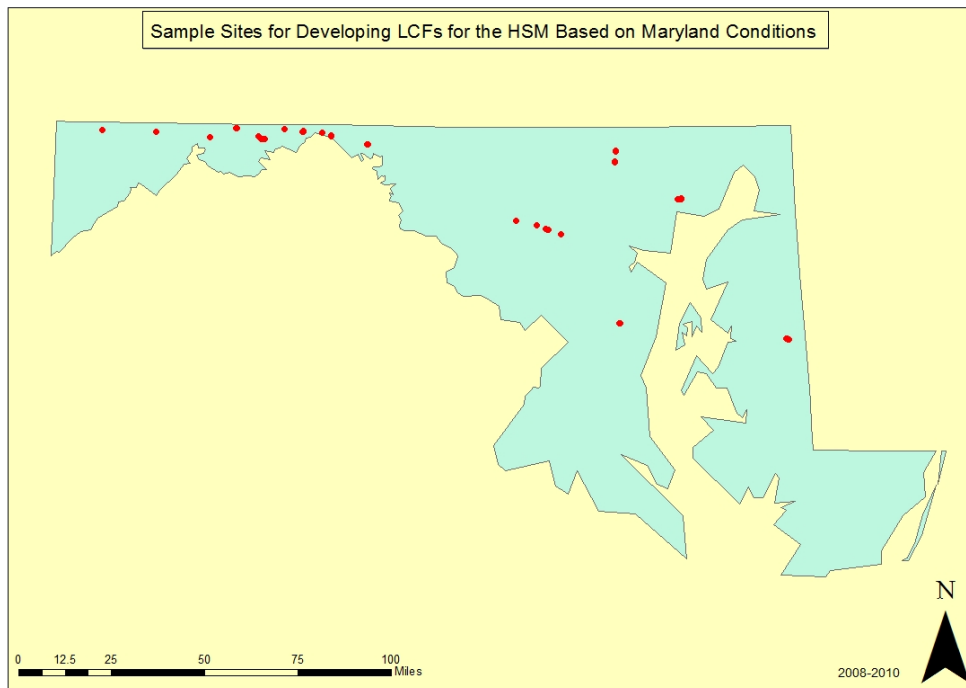 Sample Sites for Developing LCFs for the HSM Based on Maryland Conditions
N
0 12.5 25 50 75 100
Miles
2008-2010